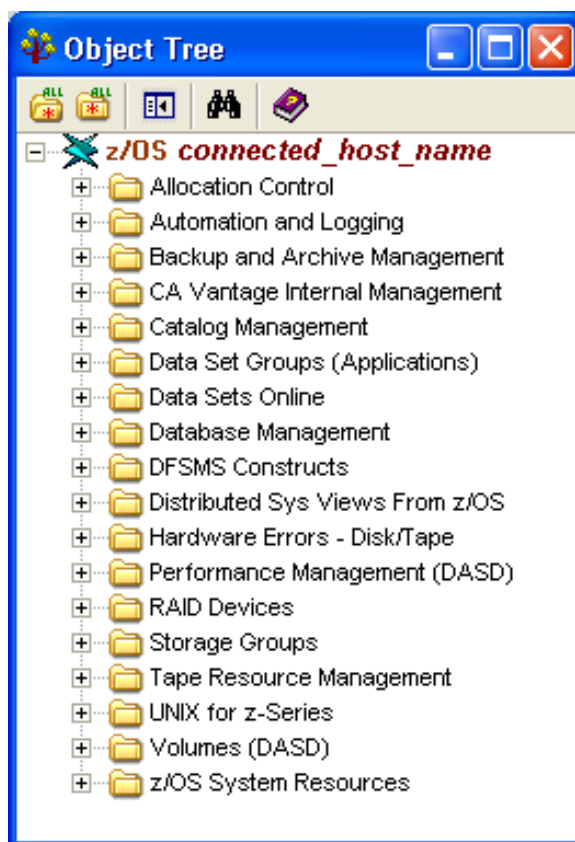 Object Tree
ALL ALL
z/OS connected_host_name
Allocation Control
Automation and Logging
Backup and Archive Management
CA Vantage Internal Management
Catalog Management
Data Set Groups (Applications)
Data Sets Online
Database Management
DFSMS Constructs
Distributed Sys Views From z/OS
Hardware Errors - Disk/Tape
Performance Management (DASD)
RAID Devices
Storage Groups
Tape Resource Management
UNIX for z-Series
Volumes (DASD)
z/OS System Resources